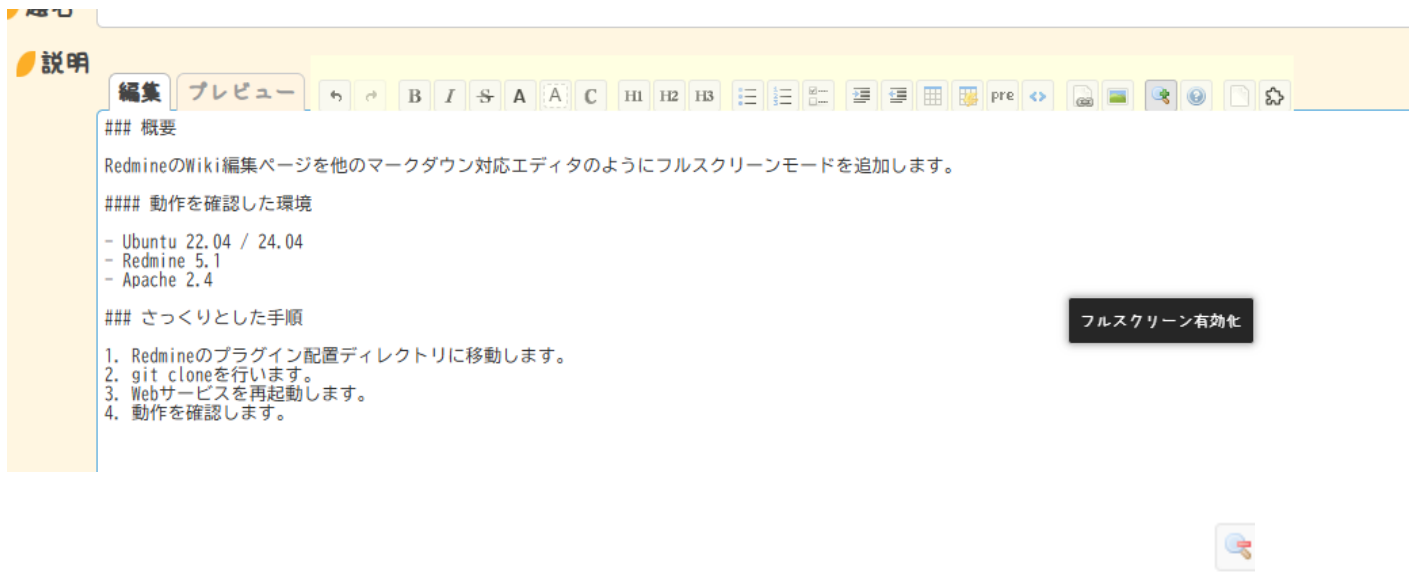 説明
編集 プレビュー B I S A A C H1 H2 H3 pre <>
### 概要
RedmineのWiki編集ページを他のマークダウン対応エディタのようにフルスクリーンモードを追加します。
#### 動作を確認した環境
- Ubuntu 22.04 / 24.04
- Redmine 5.1
- Apache 2.4
### さっくりとした手順
フルスクリーン有効化
1. Redmineのプラグイン配置ディレクトリに移動します。
2. git cloneを行います。
3. Webサービスを再起動します。
4. 動作を確認します。